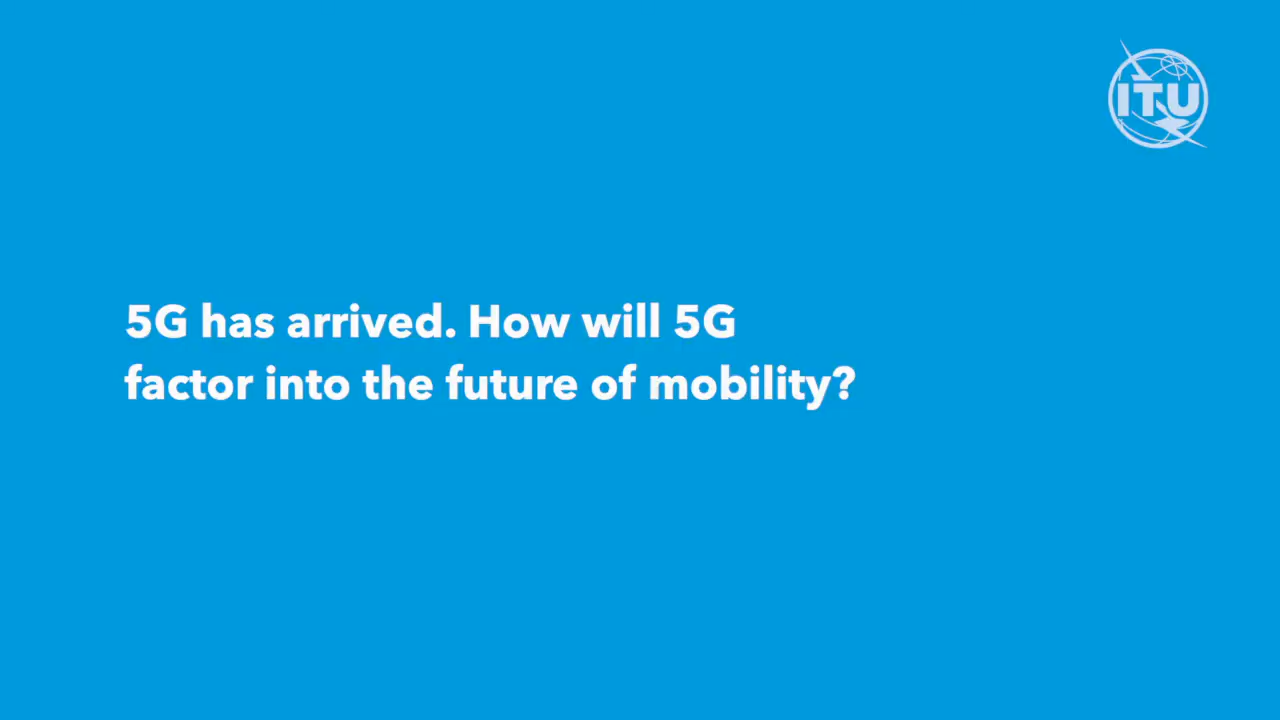 ITU
5G has arrived. How will 5G
factor into the future of mobility?